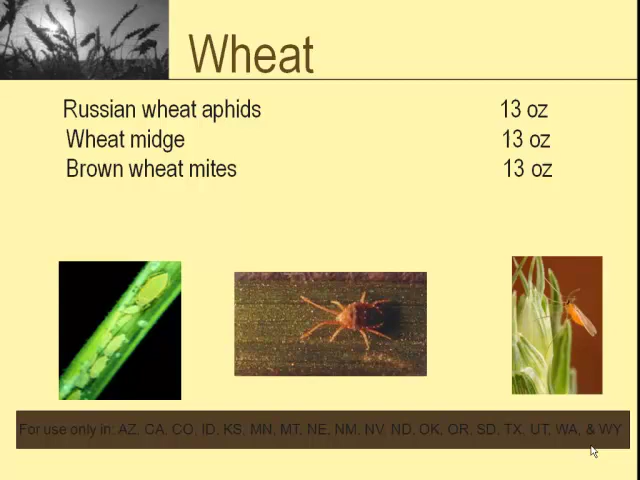 Wheat
Russian wheat aphids 13 oz
Wheat midge 13 oz
Brown wheat mites 13 oz
For use only in: AZ, CA, CO, ID, KS, MN, MT, NE, NM, NV, ND, OK, OR, SD, TX, UT, WA, & WY